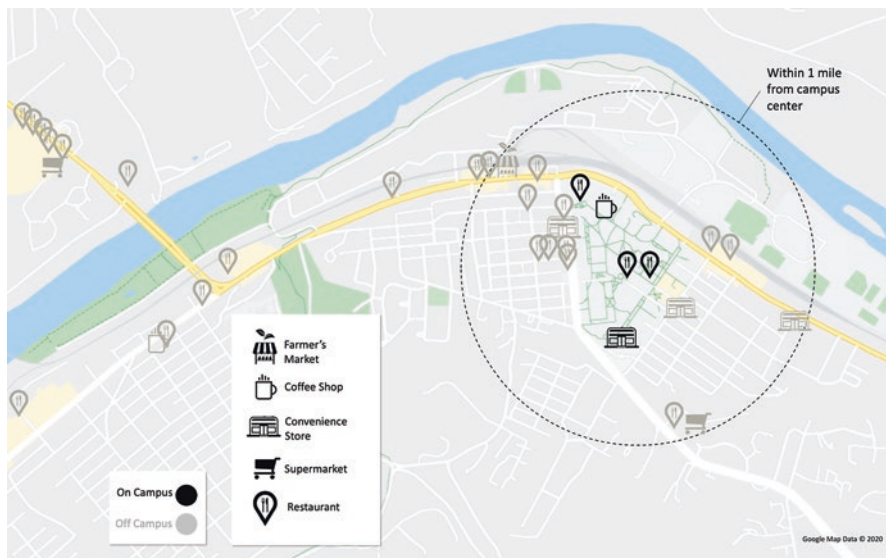 Within 1 mile
from campus
center
Farmer's
Market
Coffee Shop
Convenience
Store
Supermarket
Restaurant
On Campus
Off Campus
Google Map Data © 2020